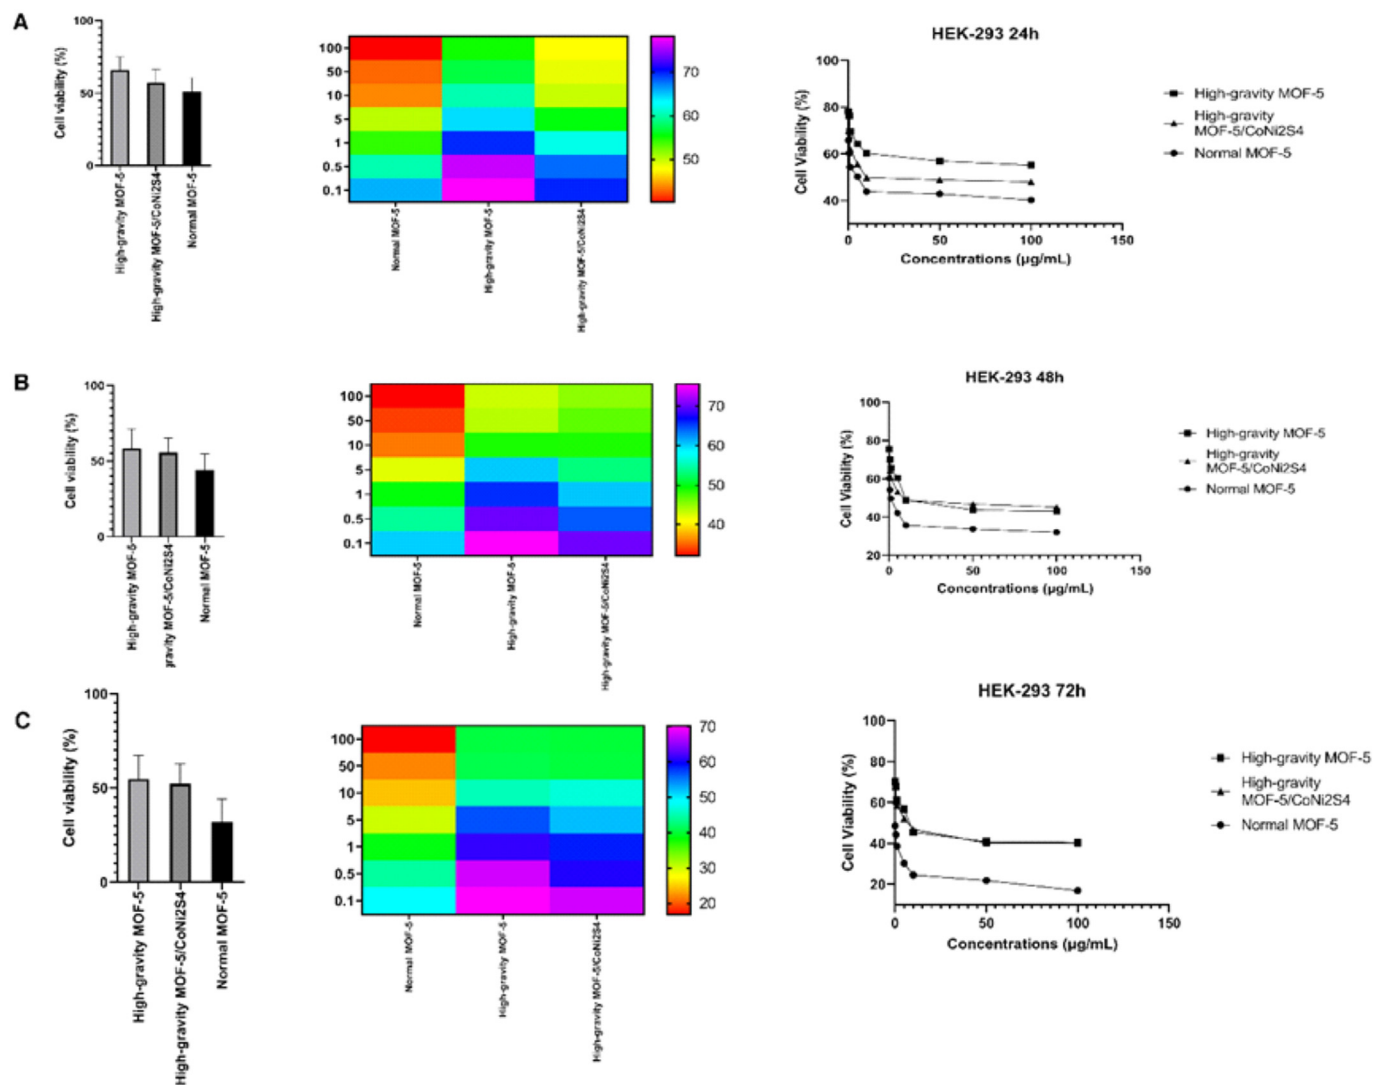 A
Cell viability (%)
100
50
0
High-gravity MOF-5
High-gravity MOF-5/CoNi2S4
Normal MOF-5
100
50
10
5
1
0.5
0.1
Normal MOF-5
High-gravity MOF-5
High-gravity MOF-5/CoNi2S4
70
60
50
HEK-293 24h
Cell Viability (%)
100
80
60
40
0
50
100
150
Concentrations (µg/mL)
High-gravity MOF-5
High-gravity
MOF-5/CoNi2S4
Normal MOF-5
B
Cell viability (%)
100
50
0
High-gravity MOF-5
gravity MOF-5/CoNi2S4
Normal MOF-5
100
50
10
5
1
0.5
0.1
Normal MOF-5
High-gravity MOF-5
High-gravity MOF-5/CoNi2S4
70
60
50
40
HEK-293 48h
Cell Viability (%)
100
80
60
40
20
0
50
100
150
Concentrations (µg/mL)
High-gravity MOF-5
High-gravity
MOF-5/CoNi2S4
Normal MOF-5
C
Cell viability (%)
100
50
0
High-gravity MOF-5
High-gravity MOF-5/CoNi2S4
Normal MOF-5
100
50
10
5
1
0.5
0.1
Normal MOF-5
High-gravity MOF-5
High-gravity MOF-5/CoNi2S4
70
60
50
40
30
20
HEK-293 72h
Cell Viability (%)
100
80
60
40
20
0
50
100
150
Concentrations (µg/mL)
High-gravity MOF-5
High-gravity
MOF-5/CoNi2S4
Normal MOF-5